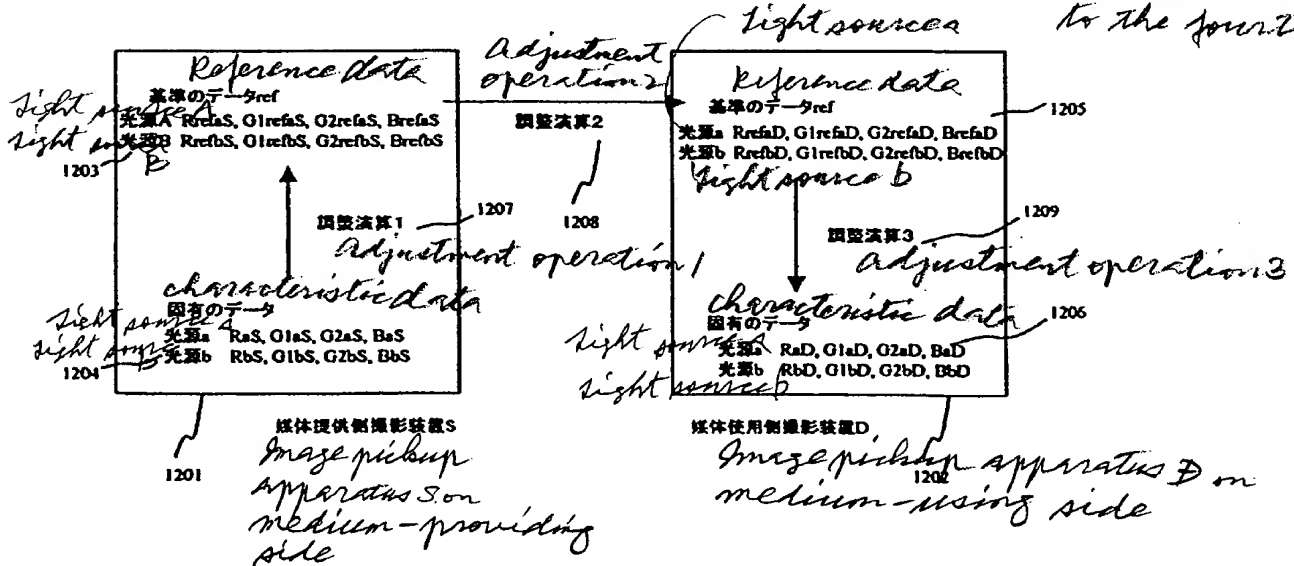 Light source a
to the fourt
Reference data
基準のデータref
Light source A
光源A RrefaS, G1refaS, G2refaS, BrefaS
Light source B
光源B RrefbS, G1refbS, G2refbS, BrefbS
1203
Adjustment
operation 2
調整演算2
1208
Reference data
基準のデータref
1205
光源a RrefaD, G1refaD, G2refaD, BrefaD
光源b RrefbD, G1refbD, G2refbD, BrefbD
Light source b
調整演算1
1207
Adjustment operation 1
調整演算3
1209
Adjustment operation 3
characteristic data
固有のデータ
Light source
光源a RaS, G1aS, G2aS, BaS
Light source
光源b RbS, G1bS, G2bS, BbS
1204
characteristic data
固有のデータ
1206
Light source a
光源a RaD, G1aD, G2aD, BaD
光源b RbD, G1bD, G2bD, BbD
Light source b
1201
媒体提供側撮影装置S
Image pickup
apparatus S on
medium-providing
side
媒体使用側撮影装置D
1202
Image pickup apparatus D on
medium-using side